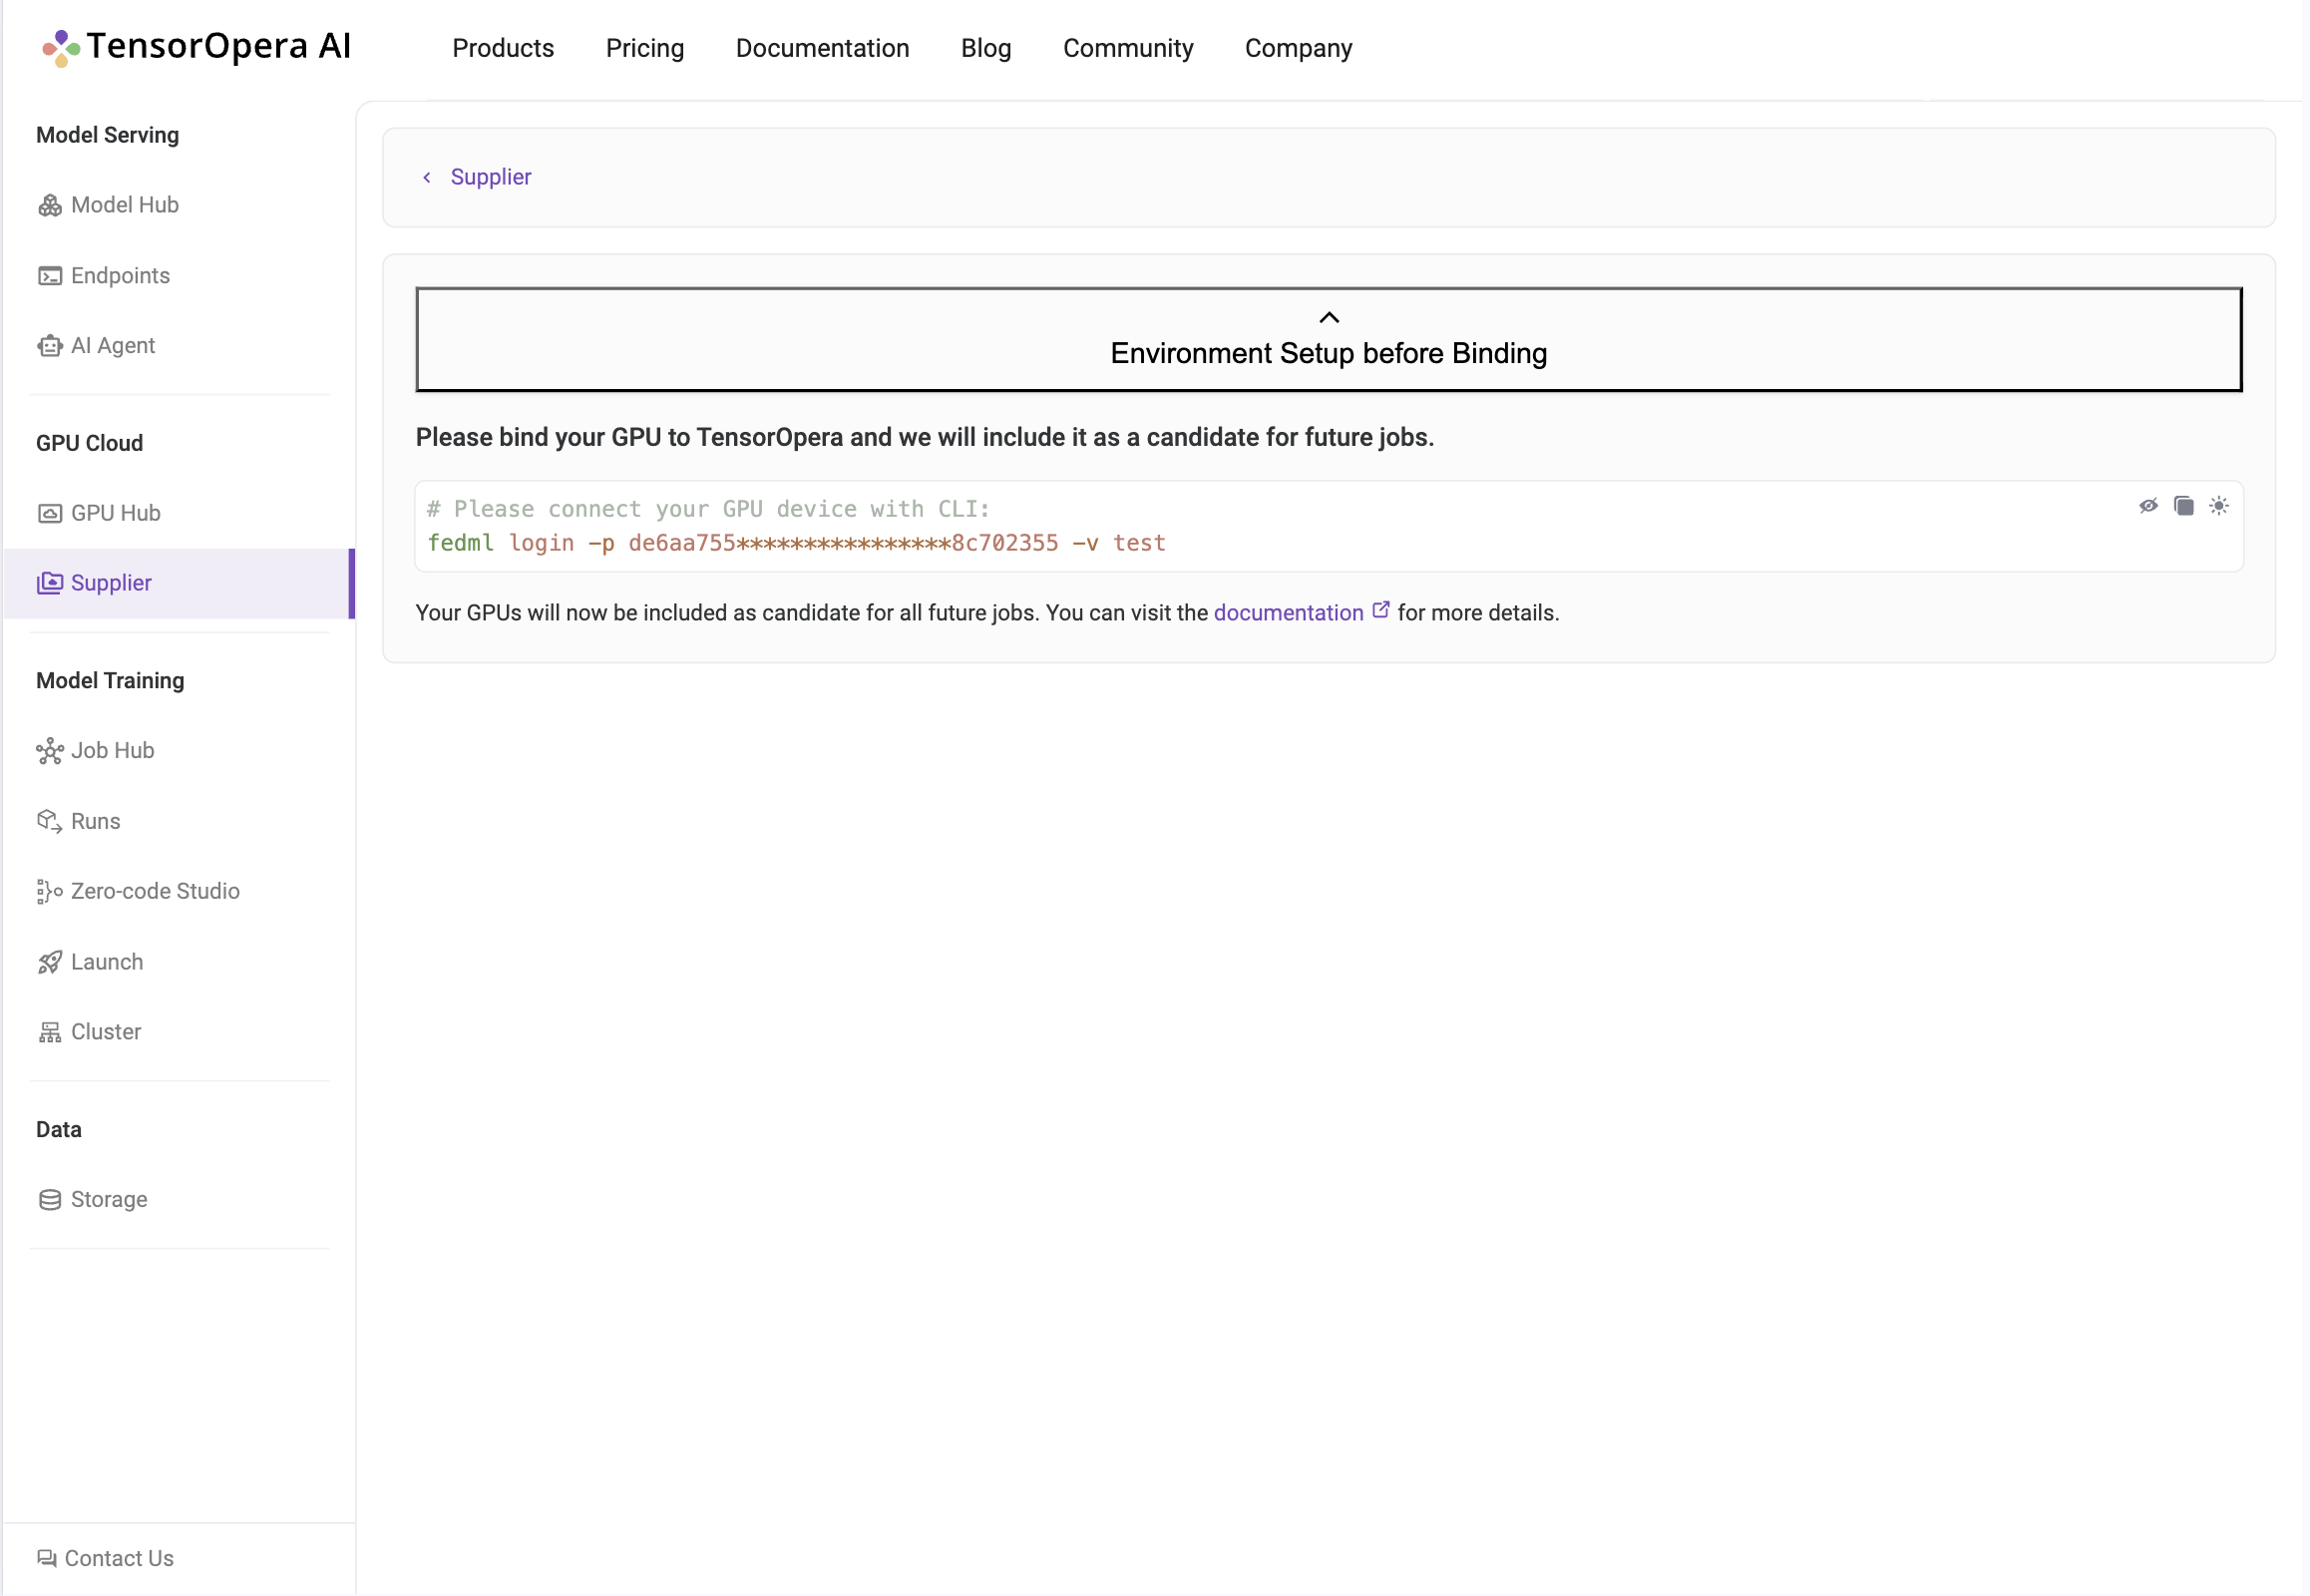 TensorOpera AI
Products
Pricing
Documentation
Blog
Community
Company
Model Serving
Model Hub
Endpoints
AI Agent
GPU Cloud
GPU Hub
Supplier
Model Training
Job Hub
Runs
Zero-code Studio
Launch
Cluster
Data
Storage
Contact Us
Supplier
Environment Setup before Binding
Please bind your GPU to TensorOpera and we will include it as a candidate for future jobs.
# Please connect your GPU device with CLI:
fedml login -p de6aa755****************8c702355 -v test
Your GPUs will now be included as candidate for all future jobs. You can visit the documentation for more details.